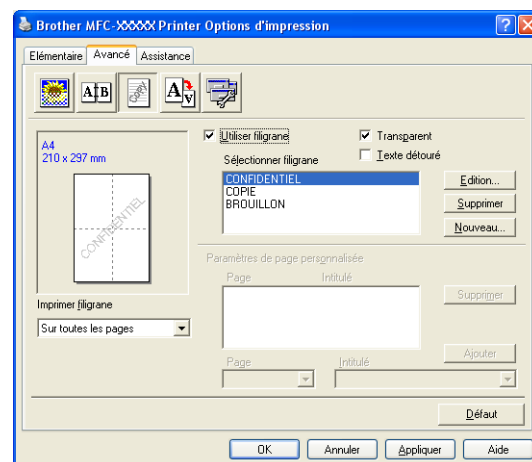 Brother MFC-XXXXX Printer Options d'impression
Elémentaire Avancé Assistance
A B
A V
A4
210 x 297 mm
CONFIDENTIEL
Imprimer filigrane
Sur toutes les pages
Utiliser filigrane
Transparent
Texte détouré
Sélectionner filigrane
CONFIDENTIEL
COPIE
BROUILLON
Edition...
Supprimer
Nouveau...
Paramètres de page personnalisée
Page Intitulé
Supprimer
Ajouter
Page Intitulé
Défaut
OK Annuler Appliquer Aide